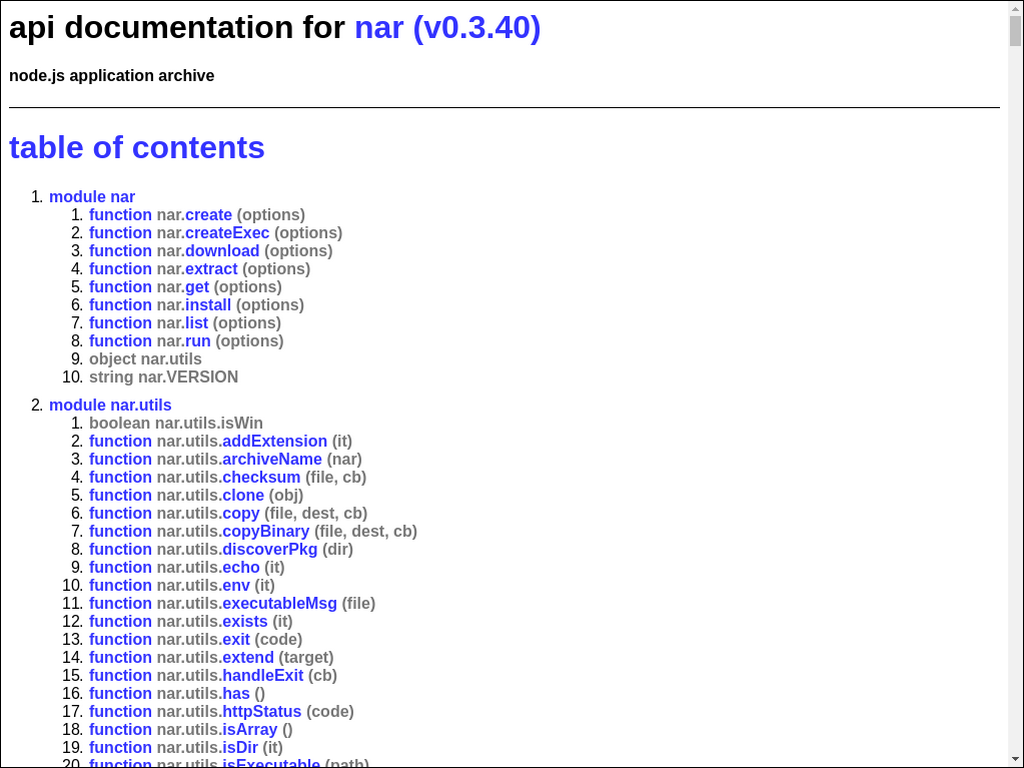 api documentation for nar (v0.3.40)
node.js application archive
table of contents
1. module nar
1. function nar.create (options)
2. function nar.createExec (options)
3. function nar.download (options)
4. function nar.extract (options)
5. function nar.get (options)
6. function nar.install (options)
7. function nar.list (options)
8. function nar.run (options)
9. object nar.utils
10. string nar.VERSION
2. module nar.utils
1. boolean nar.utils.isWin
2. function nar.utils.addExtension (it)
3. function nar.utils.archiveName (nar)
4. function nar.utils.checksum (file, cb)
5. function nar.utils.clone (obj)
6. function nar.utils.copy (file, dest, cb)
7. function nar.utils.copyBinary (file, dest, cb)
8. function nar.utils.discoverPkg (dir)
9. function nar.utils.echo (it)
10. function nar.utils.env (it)
11. function nar.utils.executableMsg (file)
12. function nar.utils.exists (it)
13. function nar.utils.exit (code)
14. function nar.utils.extend (target)
15. function nar.utils.handleExit (cb)
16. function nar.utils.has ()
17. function nar.utils.httpStatus (code)
18. function nar.utils.isArray ()
19. function nar.utils.isDir (it)
20. function nar.utils.isExecutable (path)